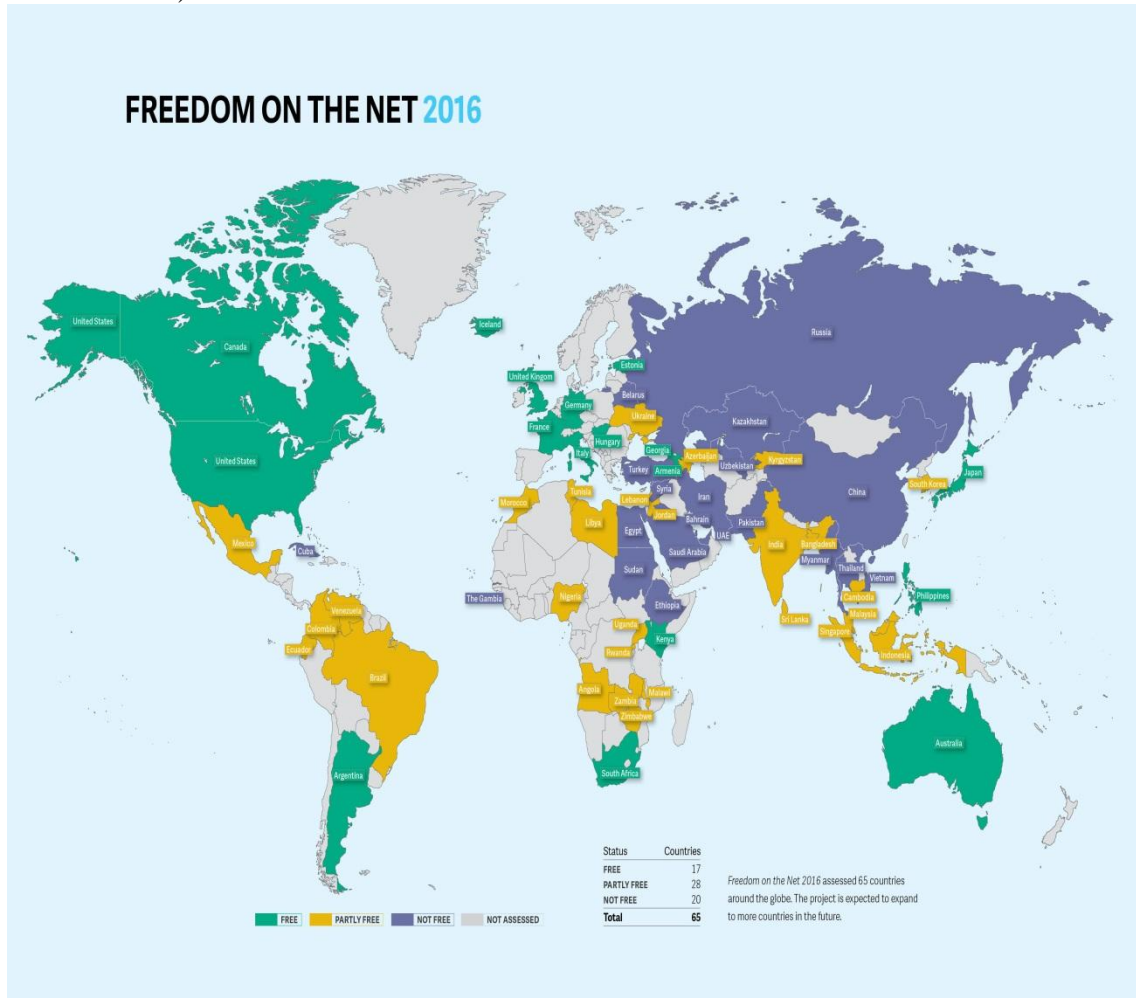 FREEDOM ON THE NET 2016
United States
Canada
Iceland
Russia
United Kingom
Estonia
Germany
Belarus
France
Ukraine
Kazakhstan
United States
Hungary
Italy
Georgia
Azerbaijan
Kyrgyzstan
Japan
Turkey
Armenia
Uzbekistan
South Korea
Syria
Iran
China
Morocco
Tunisia
Lebanon
Libya
Jordan
Bahrain
Pakistan
Egypt
UAE
India
Bangladesh
Mexico
Cuba
Saudi Arabia
Myanmar
Thailand
Sudan
Vietnam
The Gambia
Nigeria
Ethiopia
Cambodia
Philippines
Venezuela
Sri Lanka
Malaysia
Colombia
Uganda
Kenya
Singapore
Ecuador
Rwanda
Indonesia
Brazil
Angola
Malawi
Zambia
Zimbabwe
Australia
Argentina
South Africa
Status Countries
FREE 17
PARTLY FREE 28
NOT FREE 20
Total 65
Freedom on the Net 2016 assessed 65 countries
around the globe. The project is expected to expand
to more countries in the future.
FREE PARTLY FREE NOT FREE NOT ASSESSED